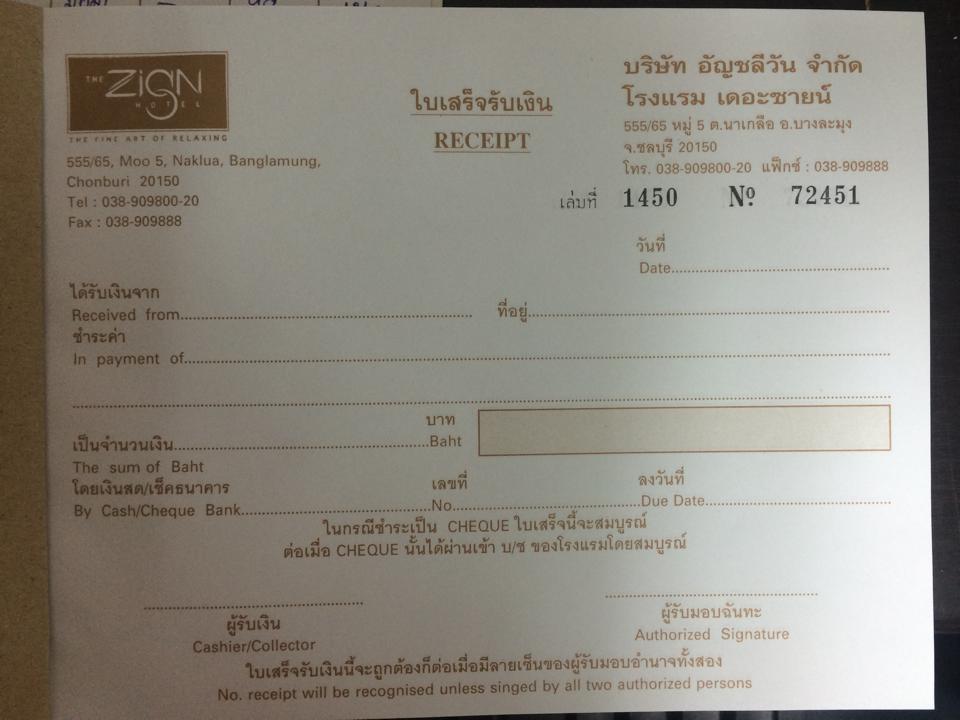 THE ZIGN HOTEL
THE FINE ART OF RELAXING
555/65, Moo 5, Naklua, Banglamung,
Chonburi 20150
Tel : 038-909800-20
Fax : 038-909888
ใบเสร็จรับเงิน
RECEIPT
บริษัท อัญชลีวัน จำกัด
โรงแรม เดอะซายน์
555/65 หมู่ 5 ต.นาเกลือ อ.บางละมุง
จ.ชลบุรี 20150
โทร. 038-909800-20 แฟ็กซ์ : 038-909888
เล่มที่ 1450 Nº 72451
วันที่
Date
ได้รับเงินจาก
Received from ที่อยู่
ชำระค่า
In payment of
บาท
เป็นจำนวนเงิน Baht
The sum of Baht
โดยเงินสด/เช็คธนาคาร เลขที่ ลงวันที่
By Cash/Cheque Bank No. Due Date
ในกรณีชำระเป็น CHEQUE ใบเสร็จนี้จะสมบูรณ์
ต่อเมื่อ CHEQUE นั้นได้ผ่านเข้า บ/ช ของโรงแรมโดยสมบูรณ์
ผู้รับเงิน ผู้รับมอบฉันทะ
Cashier/Collector Authorized Signature
ใบเสร็จรับเงินนี้จะถูกต้องก็ต่อเมื่อมีลายเซ็นของผู้รับมอบอำนาจทั้งสอง
No. receipt will be recognised unless singed by all two authorized persons